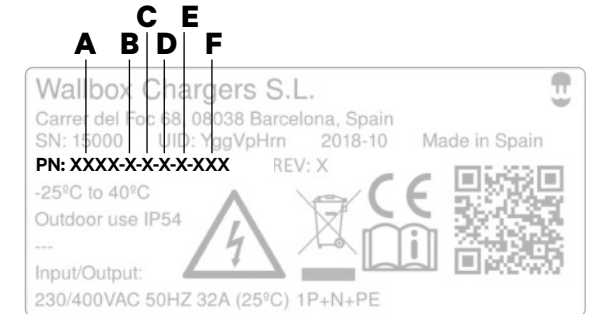 C E
A B D F
Wallbox Chargers S.L.
Carrer del Foc 68, 08038 Barcelona, Spain
SN: 15000 UID: YggVpHrn 2018-10 Made in Spain
PN: XXXX-X-X-X-X-XXX REV: X
-25ºC to 40ºC
Outdoor use IP54
---
Input/Output:
230/400VAC 50HZ 32A (25ºC) 1P+N+PE